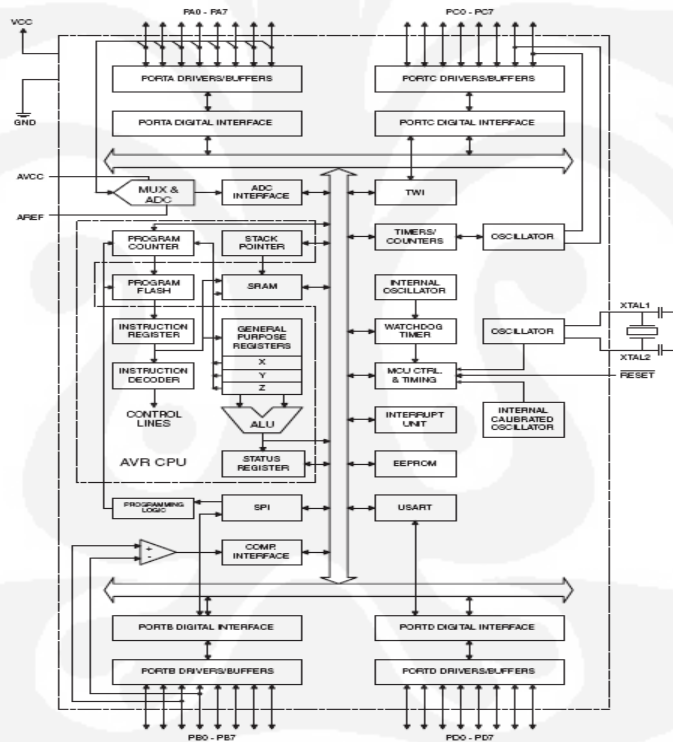 VCC
PA0 - PA7
PC0 - PC7
PORTA DRIVERS/BUFFERS
PORTC DRIVERS/BUFFERS
GND
PORTA DIGITAL INTERFACE
PORTC DIGITAL INTERFACE
AVCC
MUX &
ADC
ADC
INTERFACE
TWI
AREF
PROGRAM
COUNTER
STACK
POINTER
TIMERS/
COUNTERS
OSCILLATOR
PROGRAM
FLASH
SRAM
INTERNAL
OSCILLATOR
XTAL1
INSTRUCTION
REGISTER
GENERAL
PURPOSE
REGISTERS
WATCHDOG
TIMER
OSCILLATOR
XTAL2
X
Y
Z
INSTRUCTION
DECODER
MCU CTRL.
& TIMING
RESET
CONTROL
LINES
ALU
INTERRUPT
UNIT
INTERNAL
CALIBRATED
OSCILLATOR
AVR CPU
STATUS
REGISTER
EEPROM
PROGRAMMING
LOGIC
SPI
USART
+
-
COMP.
INTERFACE
PORTB DIGITAL INTERFACE
PORTD DIGITAL INTERFACE
PORTB DRIVERS/BUFFERS
PORTD DRIVERS/BUFFERS
PB0 - PB7
PD0 - PD7